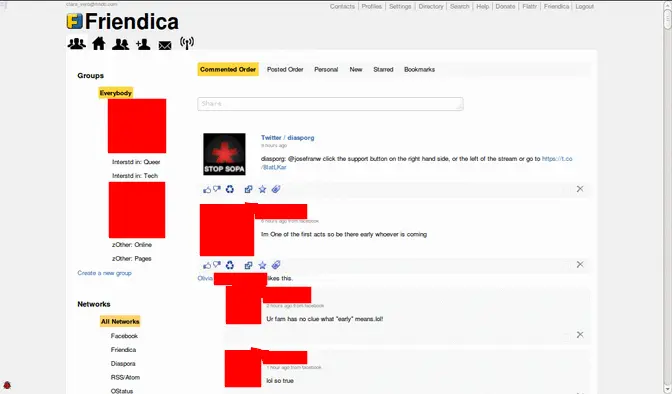 Contacts Profiles Settings Directory Search Help Donate Flattr Friendica Logout
Friendica
Groups
Everybody
Interstd in: Queer
Interstd in: Tech
zOther: Online
zOther: Pages
Create a new group
Networks
All Networks
Facebook
Friendica
Diaspora
RSS/Atom
OStatus
Commented Order Posted Order Personal New Starred Bookmarks
Share
STOP SOPA
Twitter / diasporg
9 hours ago
diasporg: @josefranw click the support button on the right hand side, or the left of the stream or go to https://t.co
hours ago from facebook
Im One of the first acts so be there early whoever is coming
Olivia likes this.
2 hours ago from facebook
Ur fam has no clue what "early" means.lol!
1 hour ago from facebook
lol so true